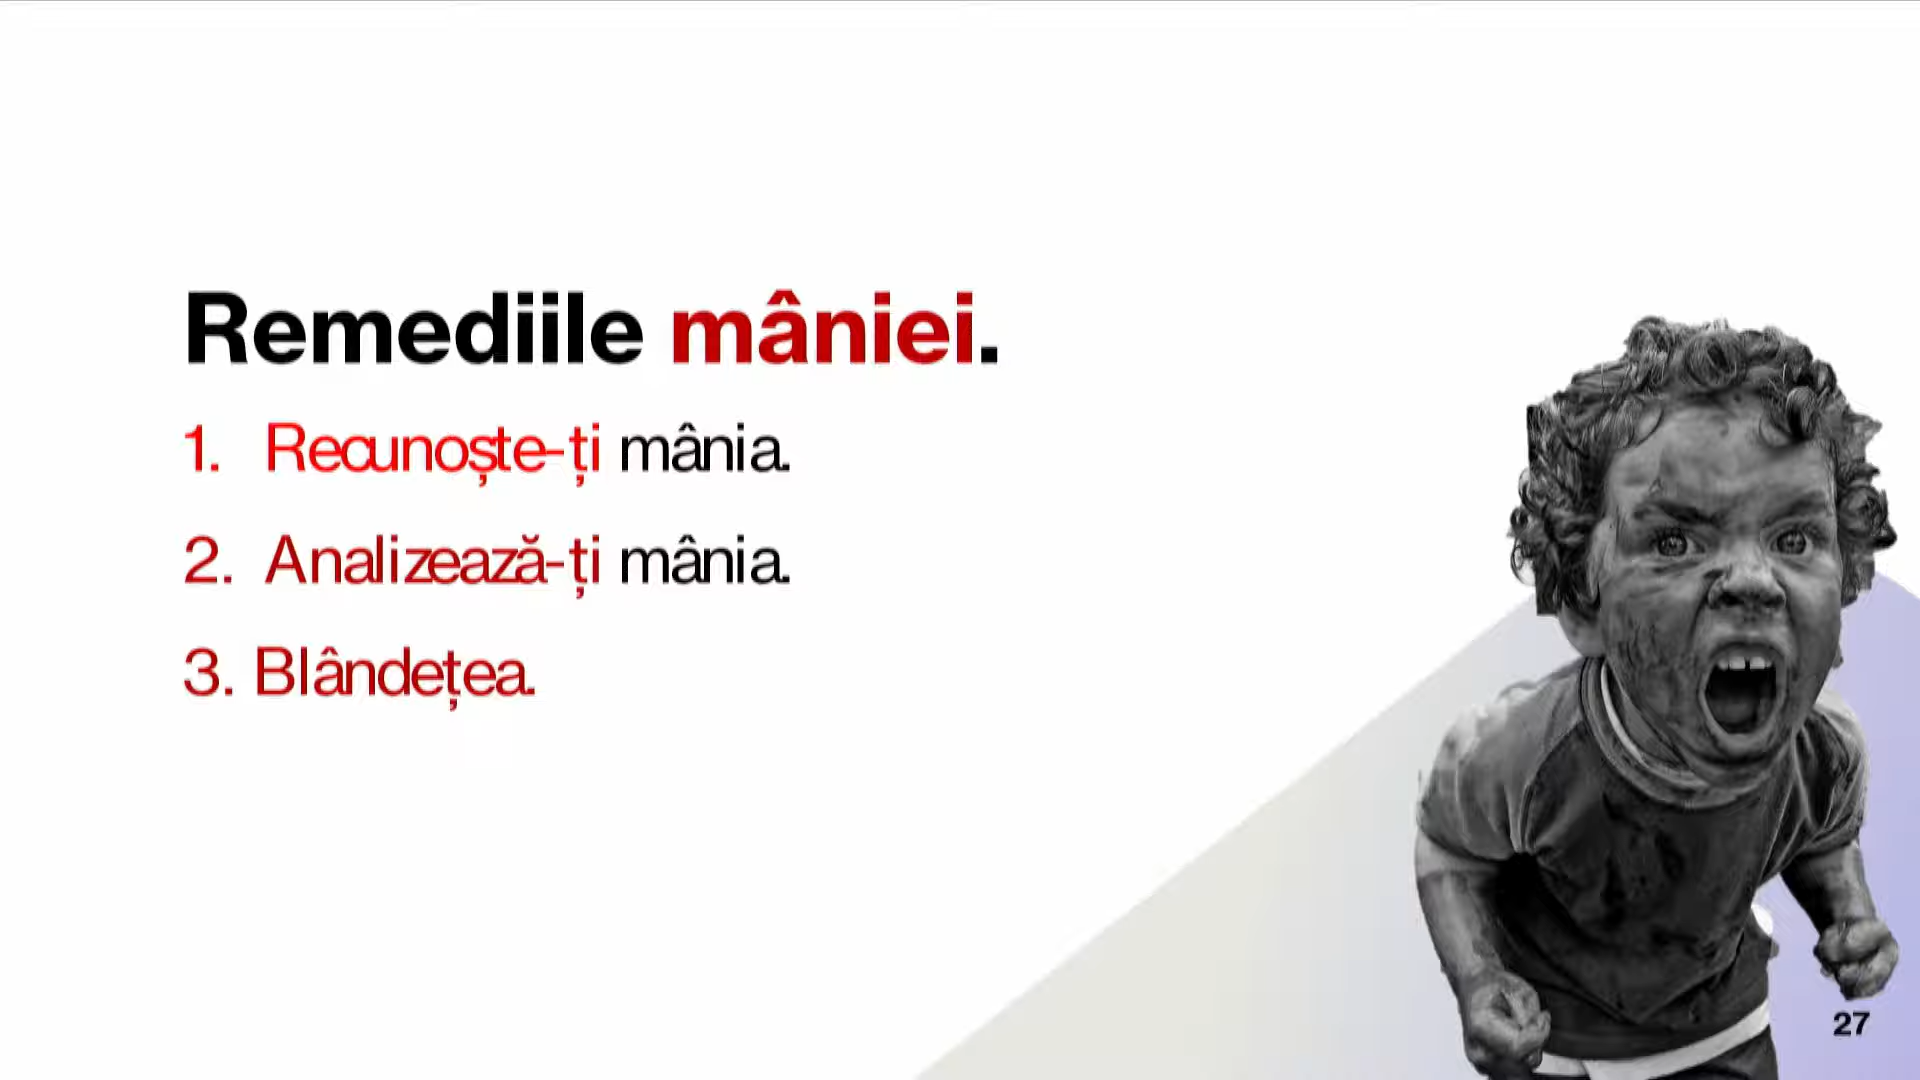 Remediile mâniei.
1. Recunoște-ți mânia.
2. Analizează-ți mânia.
3. Blândețea.
27